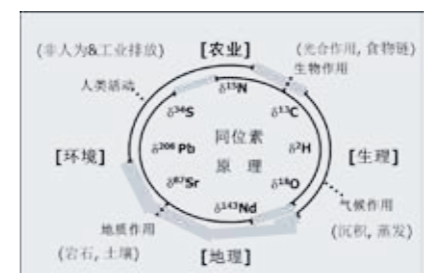 (非人为&工业排放) [农业] (光合作用, 食物链)
人类活动 生物作用
δ¹⁵N
δ³⁴S δ¹³C
同位素
[环境] δ²⁰⁶Pb δ²H [生理]
原 理
δ⁸⁷Sr δ¹⁸O
δ¹⁴³Nd 气候作用
地质作用 (沉积, 蒸发)
(岩石, 土壤) [地理]